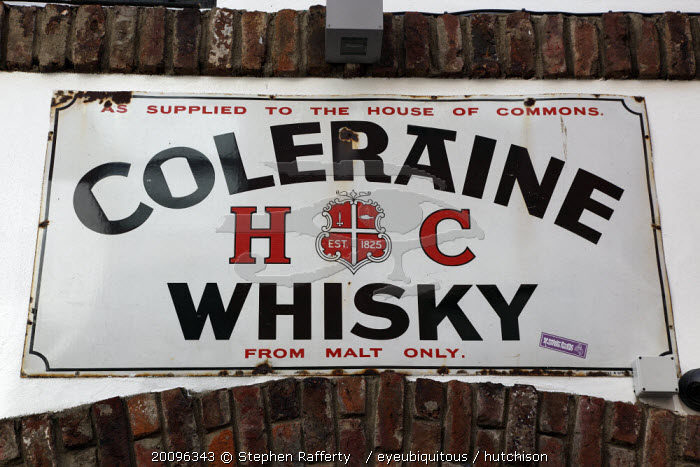 AS SUPPLIED TO THE HOUSE OF COMMONS.
COLERAINE
H C
EST. 1825
WHISKY
FROM MALT ONLY.
20096343 © Stephen Rafferty / eyeubiquitous / hutchison